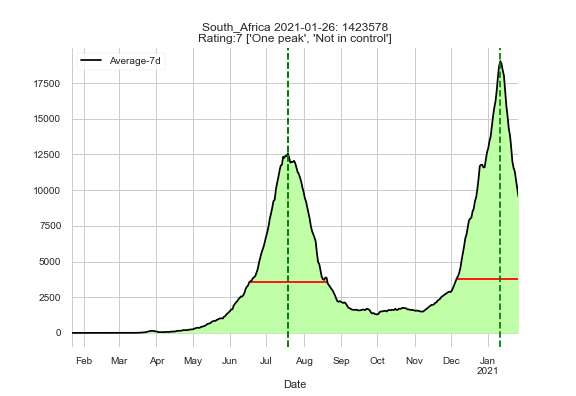 South_Africa 2021-01-26: 1423578
Rating:7 ['One peak', 'Not in control']
Average-7d
17500
15000
12500
10000
7500
5000
2500
0
Feb Mar Apr May Jun Jul Aug Sep Oct Nov Dec Jan
2021
Date